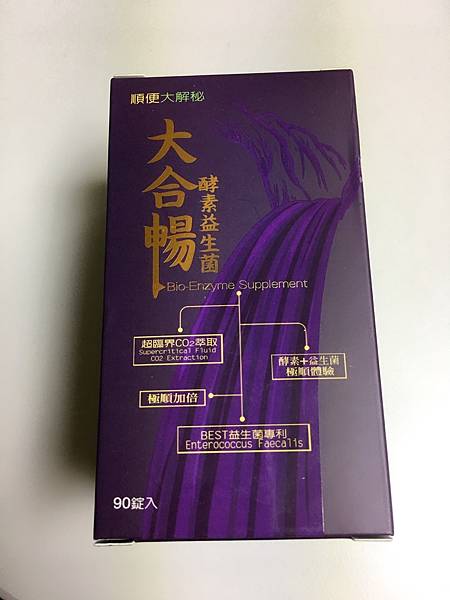 順便大解秘
大合暢
酵素益生菌
Bio-Enzyme Supplement
超臨界CO2萃取
Supercritical Fluid
CO2 Extraction
酵素+益生菌
極順體驗
極順加倍
BEST益生菌專利
Enterococcus Faecalis
90錠入